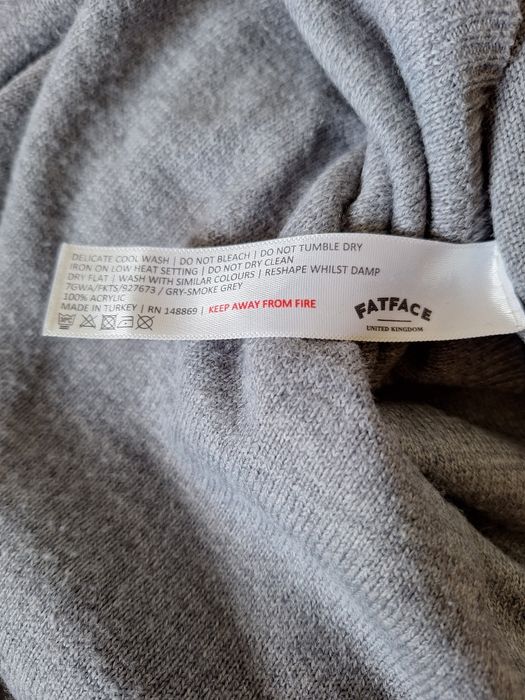 DELICATE COOL WASH | DO NOT BLEACH | DO NOT TUMBLE DRY
IRON ON LOW HEAT SETTING | DO NOT DRY CLEAN
DRY FLAT | WASH WITH SIMILAR COLOURS | RESHAPE WHILST DAMP
7GWA/FKTS/927673 / GRY-SMOKE GREY
100% ACRYLIC
MADE IN TURKEY | RN 148869 | KEEP AWAY FROM FIRE
FATFACE
UNITED KINGDOM